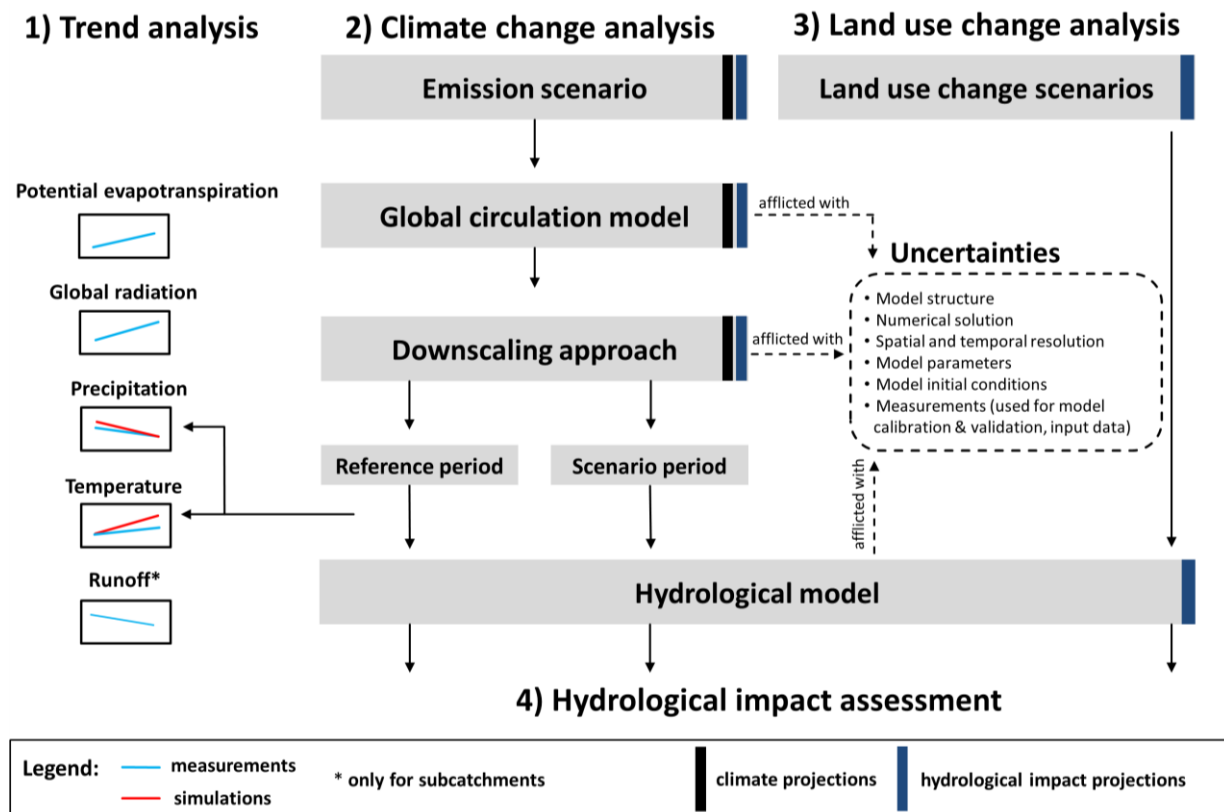 1) Trend analysis
2) Climate change analysis
3) Land use change analysis
Emission scenario
Land use change scenarios
Potential evapotranspiration
Global radiation
Precipitation
Temperature
Runoff*
Global circulation model
afflicted with
Downscaling approach
afflicted with
Uncertainties
• Model structure
• Numerical solution
• Spatial and temporal resolution
• Model parameters
• Model initial conditions
• Measurements (used for model
calibration & validation, input data)
Reference period
Scenario period
afflicted with
Hydrological model
4) Hydrological impact assessment
Legend:
measurements
simulations
* only for subcatchments
climate projections
hydrological impact projections